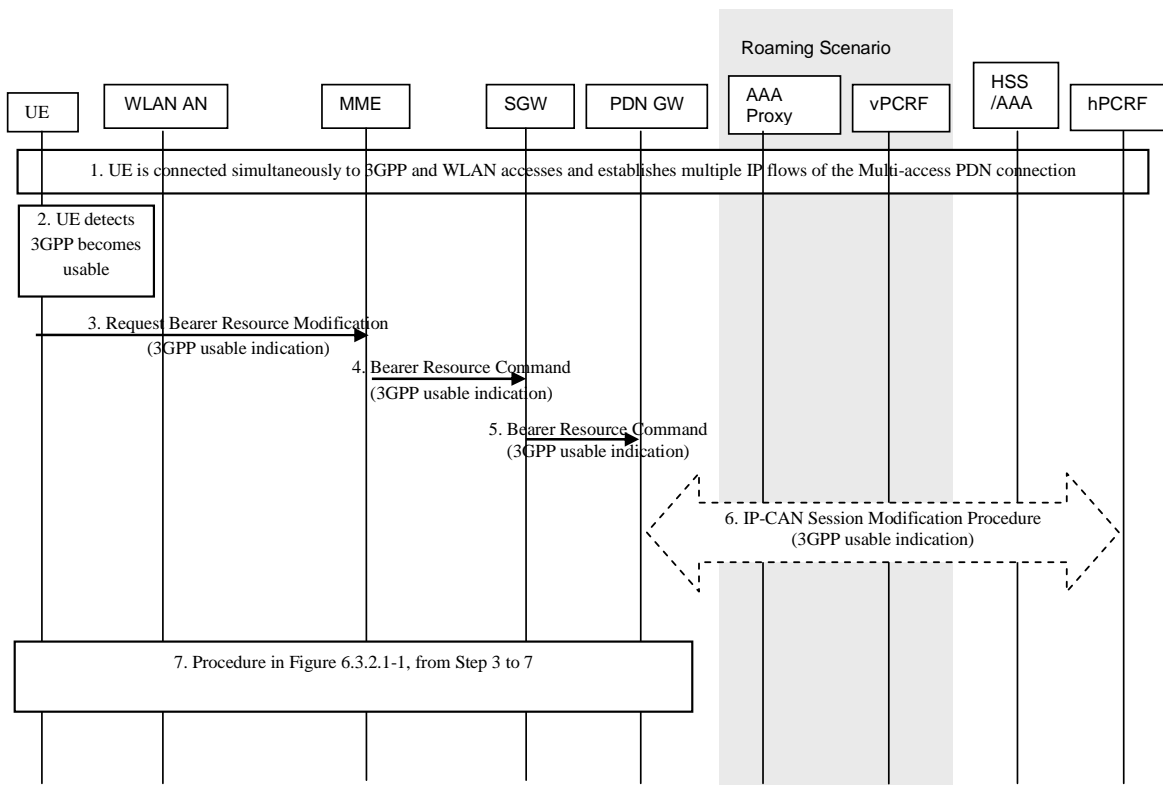 Roaming Scenario
UE
WLAN AN
MME
SGW
PDN GW
AAA
Proxy
vPCRF
HSS
/AAA
hPCRF
1. UE is connected simultaneously to 3GPP and WLAN accesses and establishes multiple IP flows of the Multi-access PDN connection
2. UE detects
3GPP becomes
usable
3. Request Bearer Resource Modification
(3GPP usable indication)
4. Bearer Resource Command
(3GPP usable indication)
5. Bearer Resource Command
(3GPP usable indication)
6. IP-CAN Session Modification Procedure
(3GPP usable indication)
7. Procedure in Figure 6.3.2.1-1, from Step 3 to 7